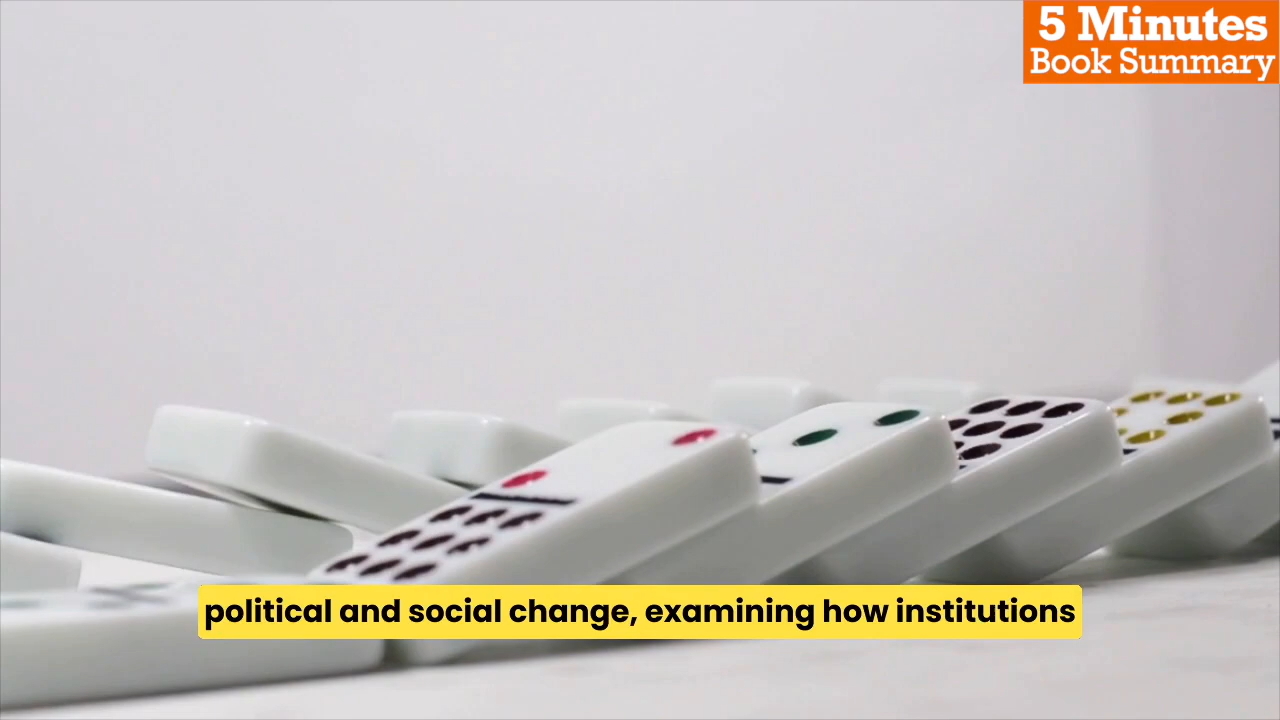 5 Minutes
Book Summary
political and social change, examining how institutions